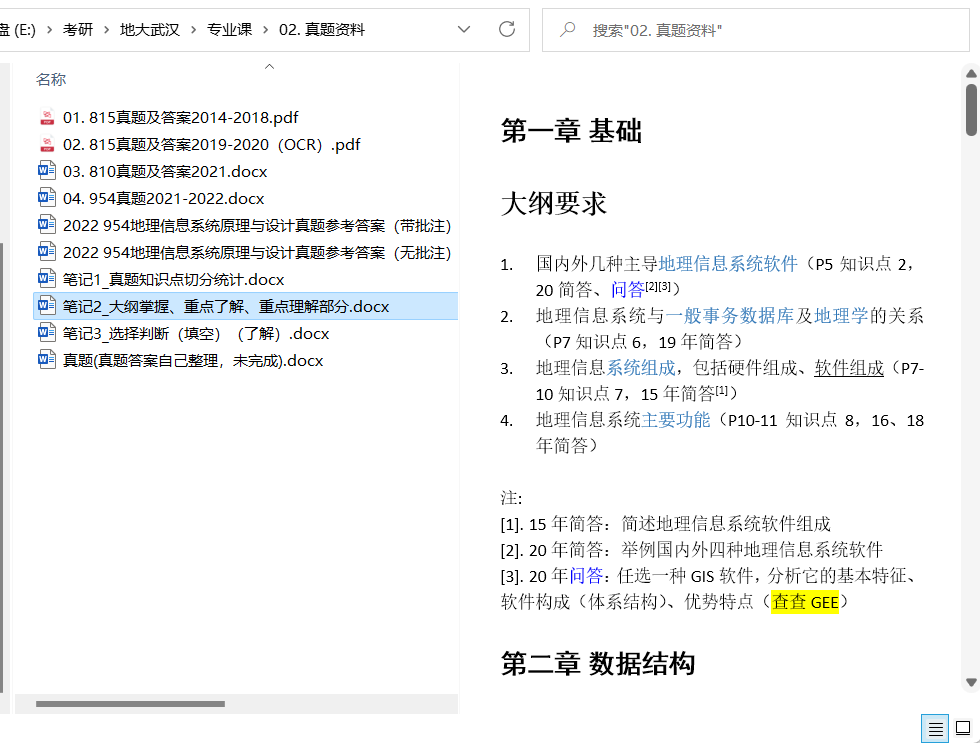 盘 (E:) › 考研 › 地大武汉 › 专业课 › 02. 真题资料
搜索"02. 真题资料"
名称
01. 815真题及答案2014-2018.pdf
02. 815真题及答案2019-2020（OCR）.pdf
03. 810真题及答案2021.docx
04. 954真题2021-2022.docx
2022 954地理信息系统原理与设计真题参考答案（带批注）
2022 954地理信息系统原理与设计真题参考答案（无批注）
笔记1_真题知识点切分统计.docx
笔记2_大纲掌握、重点了解、重点理解部分.docx
笔记3_选择判断（填空）（了解）.docx
真题(真题答案自己整理，未完成).docx
第一章 基础
大纲要求
1. 国内外几种主导地理信息系统软件（P5 知识点 2，
20 简答、问答[2][3]）
2. 地理信息系统与一般事务数据库及地理学的关系
（P7 知识点 6，19 年简答）
3. 地理信息系统组成，包括硬件组成、软件组成（P7-
10 知识点 7，15 年简答[1]）
4. 地理信息系统主要功能（P10-11 知识点 8，16、18
年简答）
注:
[1]. 15 年简答：简述地理信息系统软件组成
[2]. 20 年简答：举例国内外四种地理信息系统软件
[3]. 20 年问答：任选一种 GIS 软件，分析它的基本特征、
软件构成（体系结构）、优势特点（查查 GEE）
第二章 数据结构